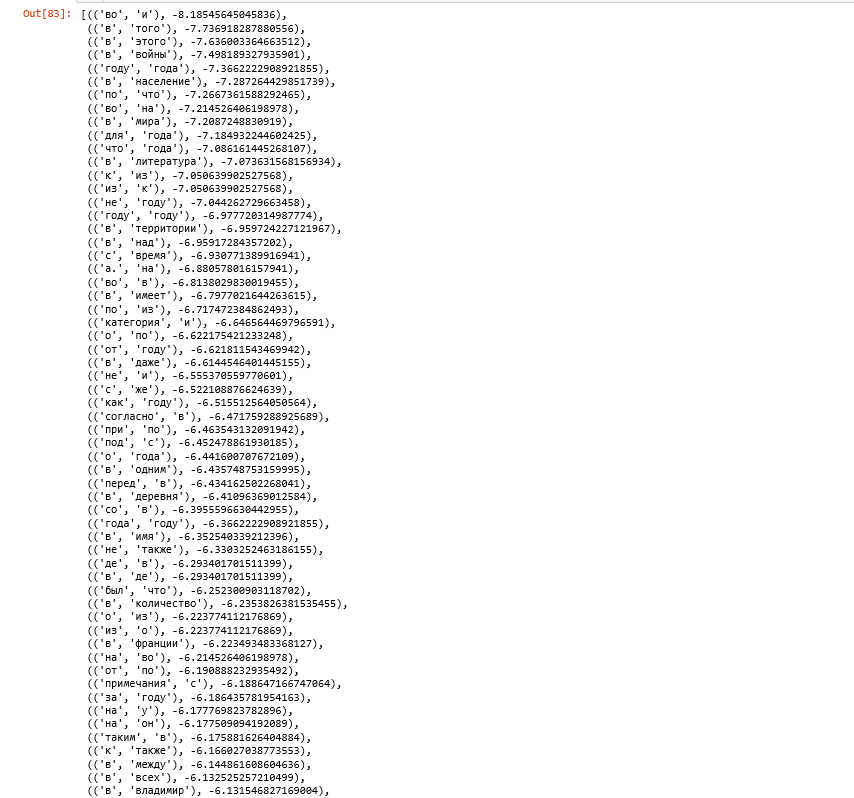 Out[83]: [(('во', 'и'), -8.18545645045836),
(('в', 'того'), -7.736918287880556),
(('в', 'этого'), -7.636003364663512),
(('в', 'войны'), -7.498189327935901),
(('году', 'года'), -7.3662222908921855),
(('в', 'население'), -7.287264429851739),
(('по', 'что'), -7.2667361588292465),
(('во', 'на'), -7.214526406198978),
(('в', 'мира'), -7.2087248830919),
(('для', 'года'), -7.184932244602425),
(('что', 'года'), -7.086161445268107),
(('в', 'литература'), -7.073631568156934),
(('к', 'из'), -7.050639902527568),
(('из', 'к'), -7.050639902527568),
(('не', 'году'), -7.044262729663458),
(('году', 'году'), -6.977720314987774),
(('в', 'территории'), -6.959724227121967),
(('в', 'над'), -6.95917284357202),
(('с', 'время'), -6.930771389916941),
(('а.', 'на'), -6.880578016157941),
(('во', 'в'), -6.8138029830019455),
(('в', 'имеет'), -6.7977021644263615),
(('по', 'из'), -6.717472384862493),
(('категория', 'и'), -6.646564469796591),
(('о', 'по'), -6.622175421233248),
(('от', 'году'), -6.621811543469942),
(('в', 'даже'), -6.6144546401445155),
(('не', 'и'), -6.555370559770601),
(('с', 'же'), -6.522108876624639),
(('как', 'году'), -6.515512564050564),
(('согласно', 'в'), -6.471759288925689),
(('при', 'по'), -6.463543132091942),
(('под', 'с'), -6.452478861930185),
(('о', 'года'), -6.441600707672109),
(('в', 'одним'), -6.435748753159995),
(('перед', 'в'), -6.434162502268041),
(('в', 'деревня'), -6.41096369012584),
(('со', 'в'), -6.3955596630442955),
(('года', 'году'), -6.3662222908921855),
(('в', 'имя'), -6.352540339212396),
(('не', 'также'), -6.3303252463186155),
(('де', 'в'), -6.293401701511399),
(('в', 'де'), -6.293401701511399),
(('был', 'что'), -6.252300903118702),
(('в', 'количество'), -6.2353826381535455),
(('о', 'из'), -6.223774112176869),
(('из', 'о'), -6.223774112176869),
(('в', 'франции'), -6.223493483368127),
(('на', 'во'), -6.214526406198978),
(('от', 'по'), -6.190888232935492),
(('примечания', 'с'), -6.188647166747064),
(('за', 'году'), -6.186435781954163),
(('на', 'у'), -6.177769823782896),
(('на', 'он'), -6.177509094192089),
(('таким', 'в'), -6.175881626404884),
(('к', 'также'), -6.166027038773553),
(('в', 'между'), -6.144861608604636),
(('в', 'всех'), -6.132525257210499),
(('в', 'владимир'), -6.131546827169004),